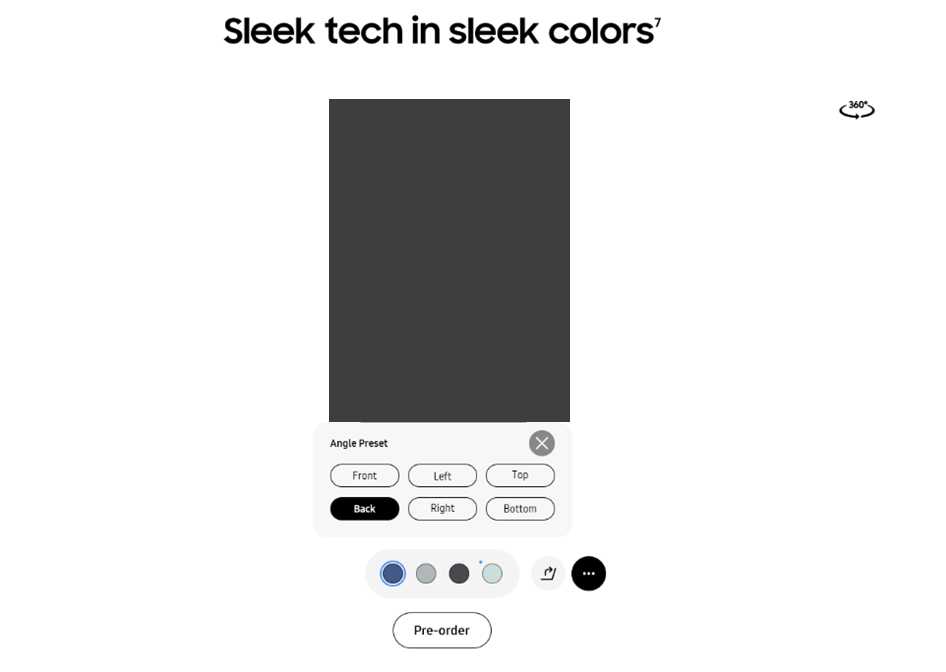 Sleek tech in sleek colors⁷
360°
Angle Preset
Front Left Top
Back Right Bottom
Pre-order